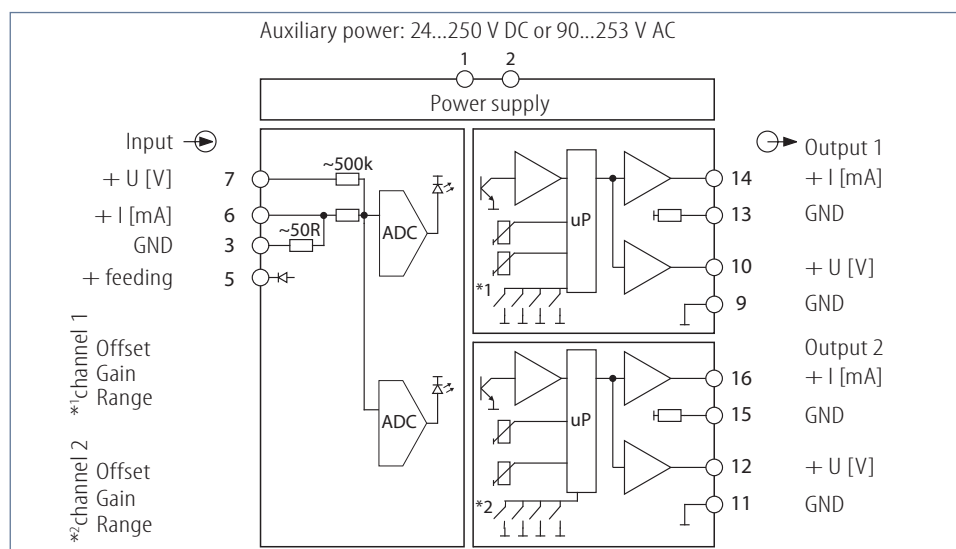 Auxiliary power: 24...250 V DC or 90...253 V AC
1 2
Power supply
Input
Output 1
~500k
+ U [V] 7
14 + I [mA]
+ I [mA] 6
13 GND
ADC
uP
~50R
GND 3
10 + U [V]
+ feeding 5
*1
9 GND
*1channel 1
Offset
Gain
Range
Output 2
16 + I [mA]
15 GND
ADC
uP
12 + U [V]
*2
11 GND
*2channel 2
Offset
Gain
Range